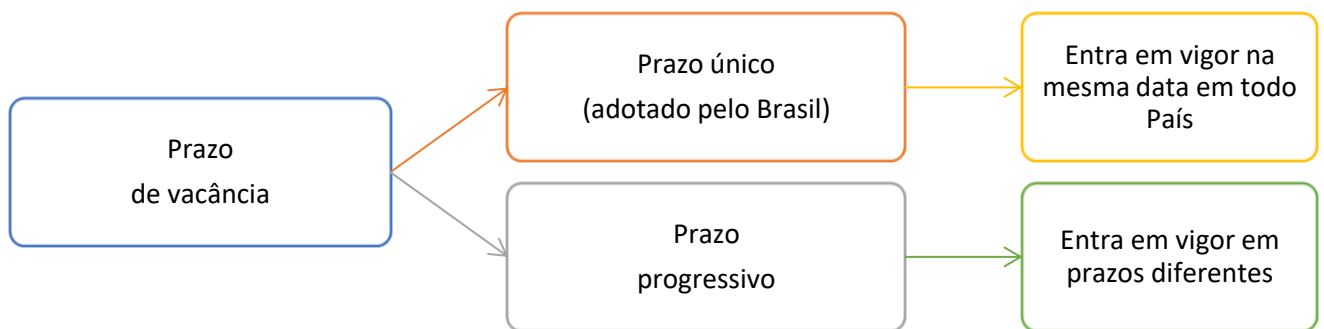 Prazo
de vacância
Prazo único
(adotado pelo Brasil)
Entra em vigor na
mesma data em todo
País
Prazo
progressivo
Entra em vigor em
prazos diferentes